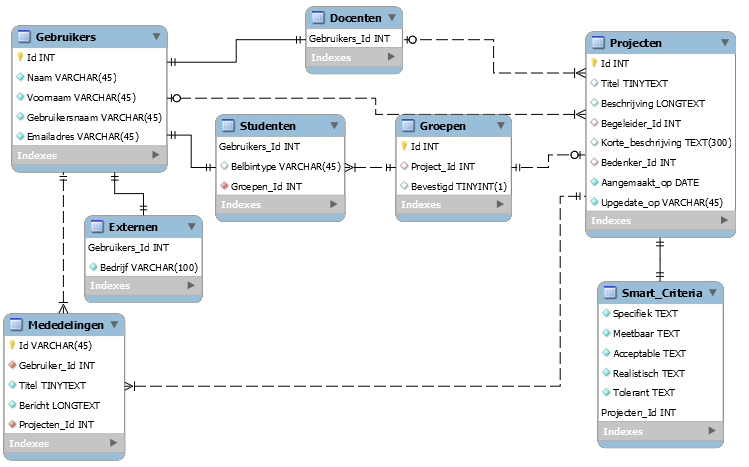 Gebruikers
Id INT
Naam VARCHAR(45)
Voornaam VARCHAR(45)
Gebruikersnaam VARCHAR(45)
Emailadres VARCHAR(45)
Indexes
Docenten
Gebruikers_Id INT
Indexes
Projecten
Id INT
Titel TINYTEXT
Beschrijving LONGTEXT
Begeleider_Id INT
Korte_beschrijving TEXT(300)
Bedenker_Id INT
Aangemaakt_op DATE
Upgedate_op VARCHAR(45)
Indexes
Studenten
Gebruikers_Id INT
Belbintype VARCHAR(45)
Groepen_Id INT
Indexes
Groepen
Id INT
Project_Id INT
Bevestigd TINYINT(1)
Indexes
Externen
Gebruikers_Id INT
Bedrijf VARCHAR(100)
Indexes
Mededelingen
Id VARCHAR(45)
Gebruiker_Id INT
Titel TINYTEXT
Bericht LONGTEXT
Projecten_Id INT
Indexes
Smart_Criteria
Specifiek TEXT
Meetbaar TEXT
Acceptable TEXT
Realistisch TEXT
Tolerant TEXT
Projecten_Id INT
Indexes